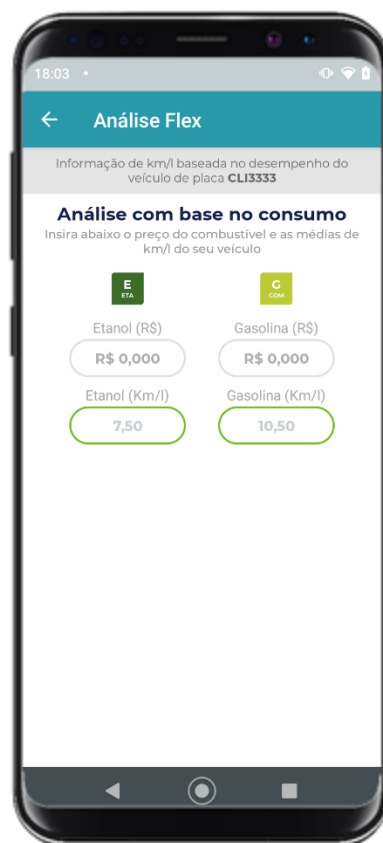 18:03
Análise Flex
Informação de km/l baseada no desempenho do
veículo de placa CLI3333
Análise com base no consumo
Insira abaixo o preço do combustível e as médias de
km/l do seu veículo
E
ETA
G
COM
Etanol (R$)
Gasolina (R$)
R$ 0,000
R$ 0,000
Etanol (Km/l)
Gasolina (Km/l)
7,50
10,50